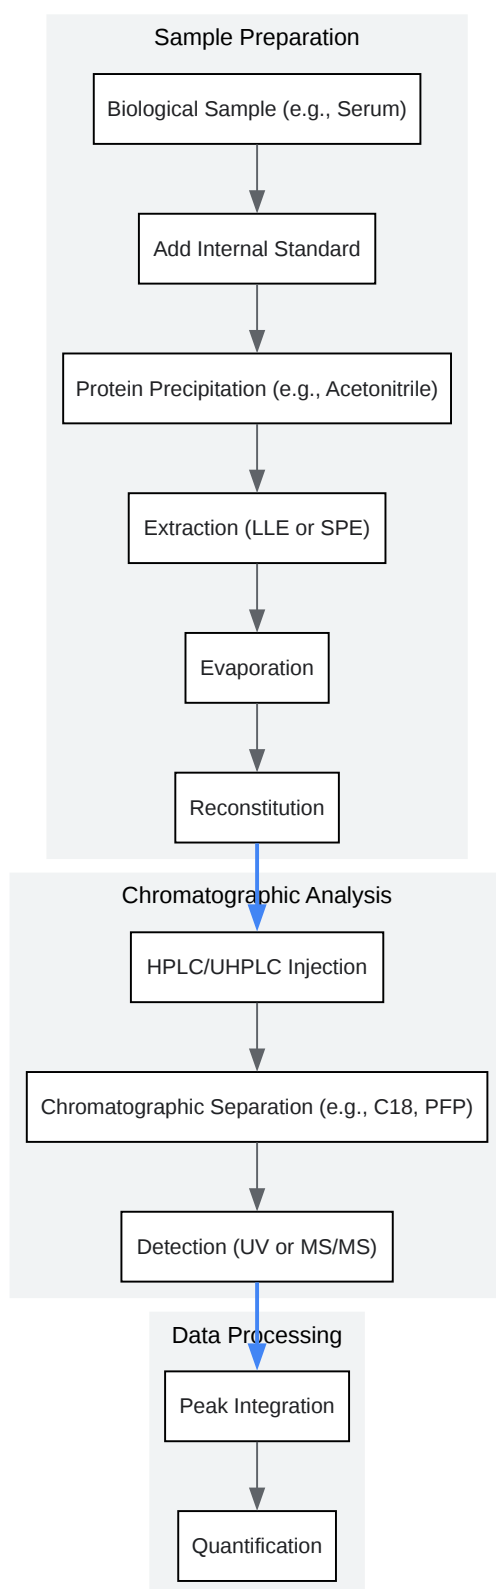 Sample Preparation
Biological Sample (e.g., Serum)
Add Internal Standard
Protein Precipitation (e.g., Acetonitrile)
Extraction (LLE or SPE)
Evaporation
Reconstitution
Chromatographic Analysis
HPLC/UHPLC Injection
Chromatographic Separation (e.g., C18, PFP)
Detection (UV or MS/MS)
Data Processing
Peak Integration
Quantification